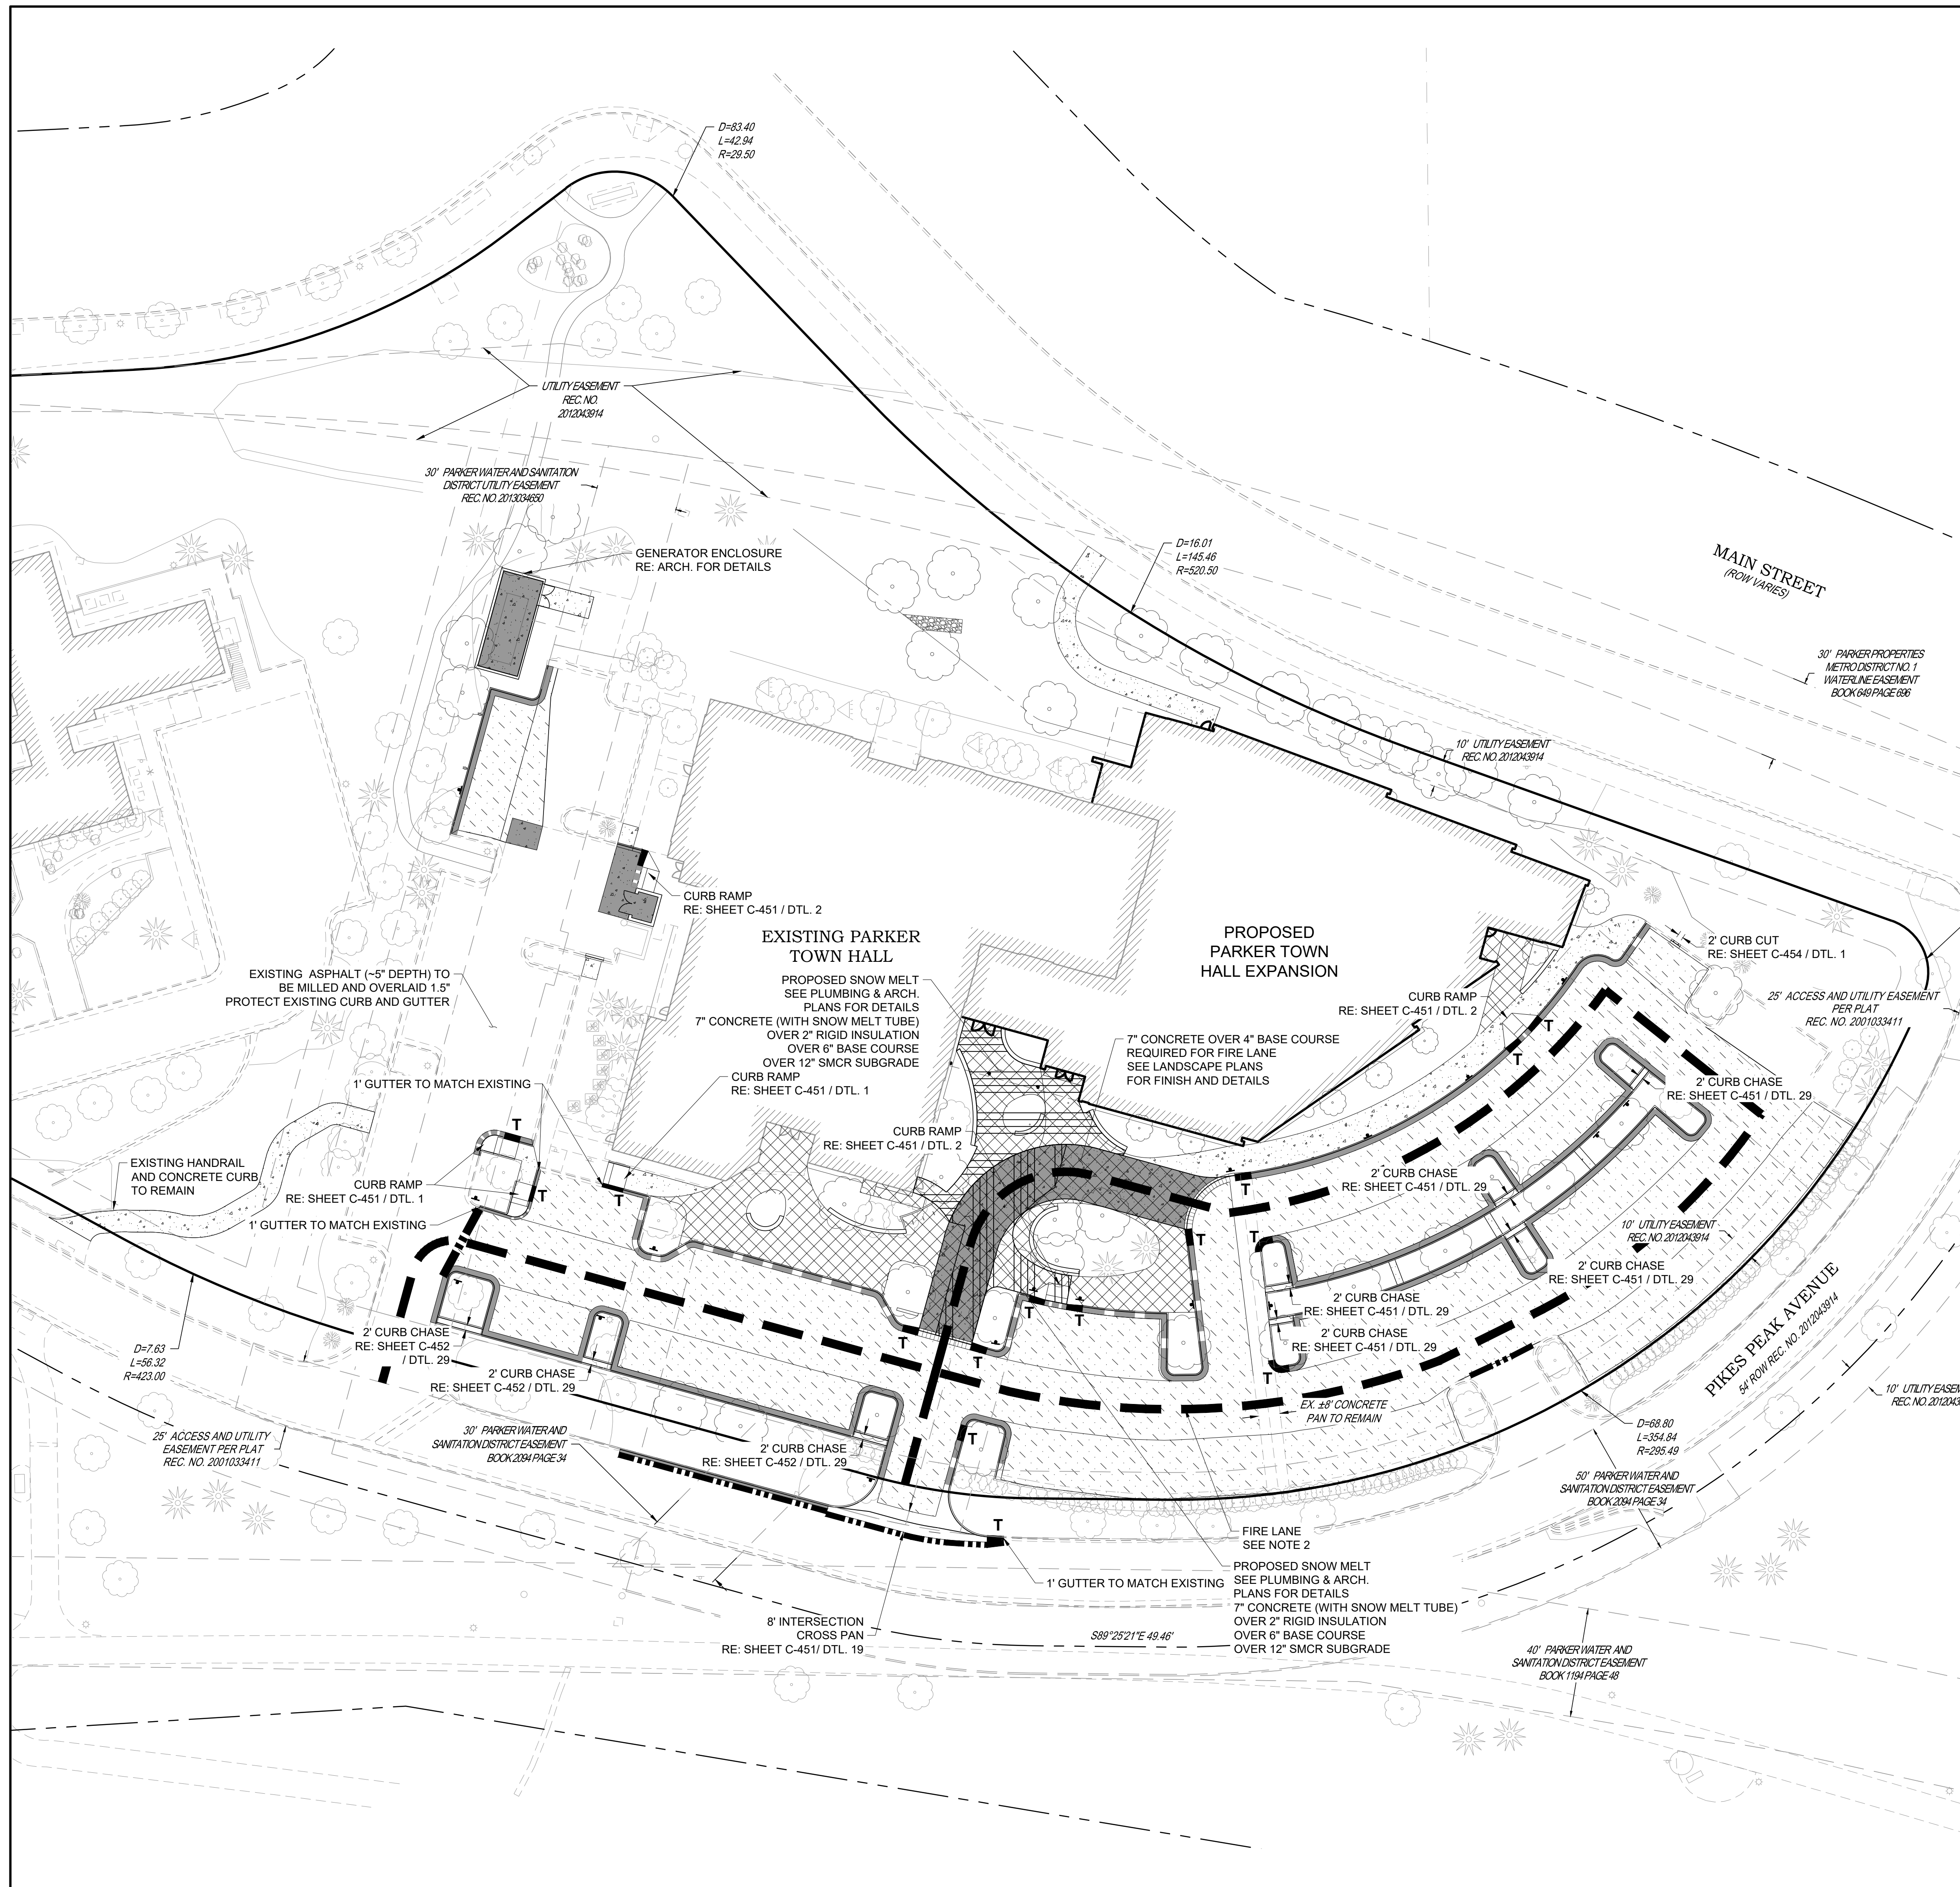 D=83.40
L=42.94
R=29.50
UTILITY EASEMENT
REC. NO.
2012043914
30' PARKER WATER AND SANITATION
DISTRICT UTILITY EASEMENT
REC. NO. 2013034650
GENERATOR ENCLOSURE
RE: ARCH. FOR DETAILS
D=16.01
L=145.46
R=520.50
MAIN STREET
(ROW VARIES)
30' PARKER PROPERTIES
METRO DISTRICT NO. 1
WATERLINE EASEMENT
BOOK 649 PAGE 696
10' UTILITY EASEMENT
REC. NO. 2012043914
CURB RAMP
RE: SHEET C-451 / DTL. 2
EXISTING PARKER
TOWN HALL
PROPOSED
PARKER TOWN
HALL EXPANSION
2' CURB CUT
RE: SHEET C-454 / DTL. 1
EXISTING ASPHALT (~5" DEPTH) TO
BE MILLED AND OVERLAID 1.5"
PROTECT EXISTING CURB AND GUTTER
PROPOSED SNOW MELT
SEE PLUMBING & ARCH.
PLANS FOR DETAILS
7" CONCRETE (WITH SNOW MELT TUBE)
OVER 2" RIGID INSULATION
OVER 6" BASE COURSE
OVER 12" SMCR SUBGRADE
CURB RAMP
RE: SHEET C-451 / DTL. 1
CURB RAMP
RE: SHEET C-451 / DTL. 2
25' ACCESS AND UTILITY EASEMENT
PER PLAT
REC. NO. 2001033411
7" CONCRETE OVER 4" BASE COURSE
REQUIRED FOR FIRE LANE
SEE LANDSCAPE PLANS
FOR FINISH AND DETAILS
T
T
1' GUTTER TO MATCH EXISTING
2' CURB CHASE
RE: SHEET C-451 / DTL. 29
T
CURB RAMP
RE: SHEET C-451 / DTL. 2
EXISTING HANDRAIL
AND CONCRETE CURB
TO REMAIN
CURB RAMP
RE: SHEET C-451 / DTL. 1
T
T
2' CURB CHASE
RE: SHEET C-451 / DTL. 29
T
1' GUTTER TO MATCH EXISTING
10' UTILITY EASEMENT
REC. NO. 2012043914
T
T
2' CURB CHASE
RE: SHEET C-451 / DTL. 29
PIKES PEAK AVENUE
54' ROW REC. NO. 2012043914
2' CURB CHASE
RE: SHEET C-451 / DTL. 29
T
T
T
T
2' CURB CHASE
RE: SHEET C-451 / DTL. 29
T
D=7.63
L=56.32
R=423.00
2' CURB CHASE
RE: SHEET C-452
/ DTL. 29
2' CURB CHASE
RE: SHEET C-452 / DTL. 29
EX. ±8' CONCRETE
PAN TO REMAIN
10' UTILITY EASEM
REC. NO. 201204
D=68.80
L=354.84
R=295.49
25' ACCESS AND UTILITY
EASEMENT PER PLAT
REC. NO. 2001033411
30' PARKER WATER AND
SANITATION DISTRICT EASEMENT
BOOK 2094 PAGE 34
2' CURB CHASE
RE: SHEET C-452 / DTL. 29
T
50' PARKER WATER AND
SANITATION DISTRICT EASEMENT
BOOK 2094 PAGE 34
T
FIRE LANE
SEE NOTE 2
1' GUTTER TO MATCH EXISTING
PROPOSED SNOW MELT
SEE PLUMBING & ARCH.
PLANS FOR DETAILS
7" CONCRETE (WITH SNOW MELT TUBE)
OVER 2" RIGID INSULATION
OVER 6" BASE COURSE
OVER 12" SMCR SUBGRADE
8' INTERSECTION
CROSS PAN
RE: SHEET C-451/ DTL. 19
S89°25'21"E 49.46'
40' PARKER WATER AND
SANITATION DISTRICT EASEMENT
BOOK 1194 PAGE 48